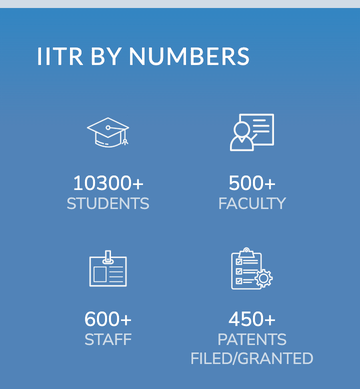 IITR BY NUMBERS
10300+
STUDENTS
500+
FACULTY
600+
STAFF
450+
PATENTS
FILED/GRANTED